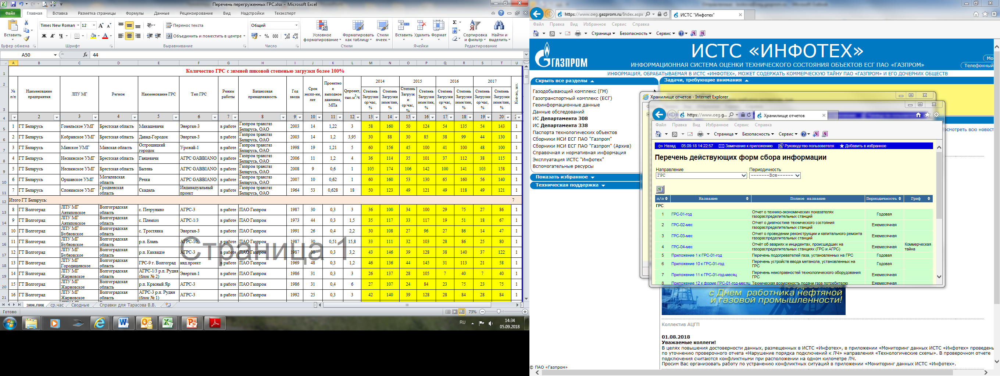 Перечень перегруженных ГРС.xlsx - Microsoft Excel
Файл Главная Вставка Разметка страницы Формулы Данные Рецензирование Вид Надстройки Техэксперт
Times New Roman 12
Перенос текста
Общий
Вставить
Ж К Ч
Объединить и поместить в центре
% 000
Условное форматирование
Форматировать как таблицу
Стили ячеек
Вставить Удалить Формат
Сортировка и фильтр
Найти и выделить
Буфер обмена Шрифт Выравнивание Число Стили Ячейки Редактирование
A50 fx 44
A B C D E F G H I J K L M N O P Q R S T U
Количество ГРС с зимней пиковой степенью загрузки более 100%
№ п/п Наименование предприятия ЛПУ МГ Регион Наименование ГРС Тип ГРС Режим работы Балансовая принадлежность Год ввода Срок экспл-ии, лет Проектное выходное давление, МПа Qпроект, тыс.м3/ч 2014 2015 2016 2017 Кол-во, шт.
Степень Загрузки ср/час, % Степень Загрузки зимн/пик, % Степень Загрузки ср/час, % Степень Загрузки зимн/пик, % Степень Загрузки ср/час, % Степень Загрузки зимн/пик, % Степень Загрузки ср/час, % Степень Загрузки зимн/пик, %
2 3 4 5 6 7 8 9 10 11 12 13 14 15 16 17 18 19 20 2
1 ГТ Беларусь Гомельское УМГ Брестская область Микашевичи Энергия-3 в работе Газпром трансгаз Беларусь, ОАО 2003 14 1,22 3 58 160 50 124 54 135 54 143 1
2 ГТ Беларусь Кобринское УМГ Брестская область Давид-Городок Энергия-3 в работе Газпром трансгаз Беларусь, ОАО 2003 14 1,2 3,95 30 88 30 85 38 99 44 130 1
3 ГТ Беларусь Минское УМГ Минская область Острошицкий городок Урожай-1 в работе Газпром трансгаз Беларусь, ОАО 1998 19 1,21 5 60 156 45 100 41 100 48 100 1
4 ГТ Беларусь Несвижское УМГ Брестская область Ганцевичи АГРС GABBIANO в работе Газпром трансгаз Беларусь, ОАО 2006 11 1,2 4 36 114 35 101 37 112 38 115 1
5 ГТ Беларусь Несвижское УМГ Брестская область Бытень АГРС GABBIANO в работе Газпром трансгаз Беларусь, ОАО 2008 9 0,6 1 105 174 106 142 100 141 103 158 1
6 ГТ Беларусь Оршанское УМГ Могилевская область Речки АГРС GABBIANO в работе Газпром трансгаз Беларусь, ОАО 2007 10 0,62 1 60 160 53 130 65 160 56 140 1
7 ГТ Беларусь Слонимское УМГ Гродненская область Скидель Индивидуальный проект в работе Газпром трансгаз Беларусь, ОАО 1964 53 0,628 18 50 123 49 121 49 118 49 121 1
Итого ГТ Беларусь: 7
8 ГТ Волгоград ЛПУ МГ Антиповское Волгоградская область с. Петрунино АГРС-3 в работе ПАО Газпром 1987 30 0,3 3 36 100 34 100 29 75 27 86 1
9 ГТ Волгоград ЛПУ МГ Антиповское Волгоградская область с. Племхоз АГРС-1/3 в работе ПАО Газпром 1973 44 0,3 1,5 35 117 33 117 19 51 18 67 1
10 ГТ Волгоград ЛПУ МГ Бубновское Волгоградская область с. Тростянка Энергия-3 в работе ПАО Газпром 1991 26 0,4 2,2 30 108 27 96 27 86 14 47 1
11 ГТ Волгоград ЛПУ МГ Бубновское Волгоградская область р.п. Елань АГРС-10 в работе ПАО Газпром 1987 30 0,51 15,8 33 111 32 103 28 86 25 80 1
12 ГТ Волгоград ЛПУ МГ Бубновское Волгоградская область р.п. Киквидзе АГРС-3 в работе ПАО Газпром 1987 30 0,3 3,2 43 146 39 128 38 140 37 122 1
13 ГТ Волгоград ЛПУ МГ Городищенское Волгоградская область ГРС-9 г. Волгоград инд.проект в работе ПАО Газпром 1969 48 0,3 1,2 46 136 44 145 31 113 21 58 1
14 ГТ Волгоград ЛПУ МГ Жирновское Волгоградская область АГРС-1/3 р.п. Рудня (блок № 2) Энергия-1 в работе ПАО Газпром 1986 31 0,3 3 26 137 28 105 7 40 7 40 1
15 ГТ Волгоград ЛПУ МГ Жирновское Волгоградская область р.п. Красный Яр АГРС-3 в работе ПАО Газпром 1986 31 0,4 6 27 107 24 84 23 75 23 75 1
16 ГТ Волгоград ЛПУ МГ Жирновское Волгоградская область АГРС-3 р.п. Рудня (блок № 1) АГРС-3 в работе ПАО Газпром 1992 25 0,3 3 42 140 39 128 28 84 28 84 1
Страница 1
зим.пик ср.час Сводные Справки для Тарасова В.В.
Готово 73%
RU 14:34
05.09.2018
https://www.oeg.gazprom.ru/Index.aspx ИСТС "Инфотех"
Файл Правка Вид Избранное Сервис Справка
Страница Безопасность Сервис
ГАЗПРОМ
ИСТС «ИНФОТЕХ»
ИНФОРМАЦИОННАЯ СИСТЕМА ОЦЕНКИ ТЕХНИЧЕСКОГО СОСТОЯНИЯ ОБЪЕКТОВ ЕСГ ПАО «ГАЗПРОМ»
Мо
Телефонный
ИНФОРМАЦИЯ, ОБРАБАТЫВАЕМАЯ В ИСТС «ИНФОТЕХ», МОЖЕТ СОДЕРЖАТЬ КОММЕРЧЕСКУЮ ТАЙНУ ПАО «ГАЗПРОМ» И ЕГО ДОЧЕРНИХ ОБЩЕСТВ
Скрыть все разделы
Задачи, требующие внимания
Газодобывающий комплекс (ГМ)
Газотранспортный комплекс (ЕСГ)
Геоинформационные данные
Данные обследований
ИС Департамента 308
ИС Департамента 338
Паспорта технологических объектов
Сборники НСИ ЕСГ ПАО "Газпром"
Сборники НСИ ЕСГ ПАО "Газпром" (Архив)
Справочная и нормативная информация
Эксплуатация ИСТС "Инфотех"
Вспомогательные ресурсы
Показать избранное
Техническая поддержка
Хранилище отчетов - Internet Explorer
https://www.oeg.g... Хранилище отчетов
Файл Правка Вид Избранное Сервис Справка
Страница Безопасность Сервис
осмотреть всю новост
Назад 05.09.18 14:22:57 Замечание к приложению Руководство пользователя Добавить в избранное
Перечень действующих форм сбора информации
Направление Периодичность
ГРС -------Все------
п/п Название Полное название Периодичность Гриф
ГРС
1 ГРС-01-год Отчет о технико-экономических показателях газораспределительных станций Годовая
2 ГРС-02-мес Отчет о диагностике технического состояния газораспределительных станций Ежемесячная
3 ГРС-03-мес Отчет о проведении реконструкции и капитального ремонта газораспределительных станций Ежемесячная
4 ГРС-04-мес Отчёт об авариях и инцидентах, происшедших на газораспределительных станциях (ГРС и АГРС) Ежемесячная Коммерческая тайна
5 Приложение 1 к ГРС-01-год Перечень подогревателей газа, установленных на ГРС Годовая
6 Приложение 10 к ГРС-01-год Перечень устройств ввода метанола, установленных на ГРС Годовая
7 Приложение 11 к ГРС-01-год-месяц Перечень неисправностей технологического оборудования ГРС Ежемесячная
8 Приложение 12 к форме ГРС-01-год-месяц Техническая возможность подачи газа потребителю Ежемесячная
с Днем работника нефтяной
и газовой промышленности!
Коллектив АЦГП
01.08.2018
Уважаемые коллеги!
В целях повышения достоверности данных, размещенных в ИСТС «Инфотех», в приложении «Мониторинг данных ИСТС «Инфотех» проведены
по уточнению проверочного отчета «Нарушение порядка подключений к ЛЧ» направления «Технологические схемы». В проверочном отчете
подключения считаются конфликтными при расположении на одном километре ЛЧ.
Просим Вас организовать работу по устранению конфликтных ситуаций в приложении «Мониторинг данных ИСТС «Инфотех».
© ПАО «Газпром»